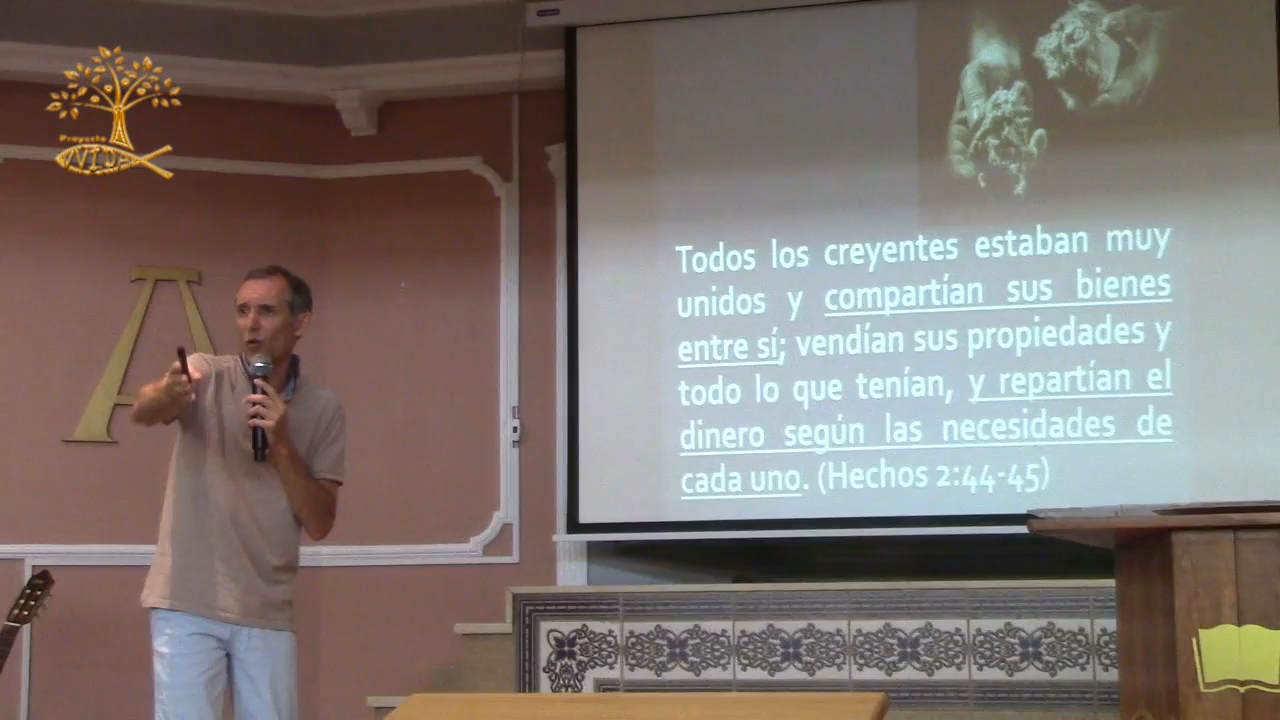 Proyecto
VIDA
A
Todos los creyentes estaban muy
unidos y compartían sus bienes
entre sí; vendían sus propiedades y
todo lo que tenían, y repartían el
dinero según las necesidades de
cada uno. (Hechos 2:44-45)